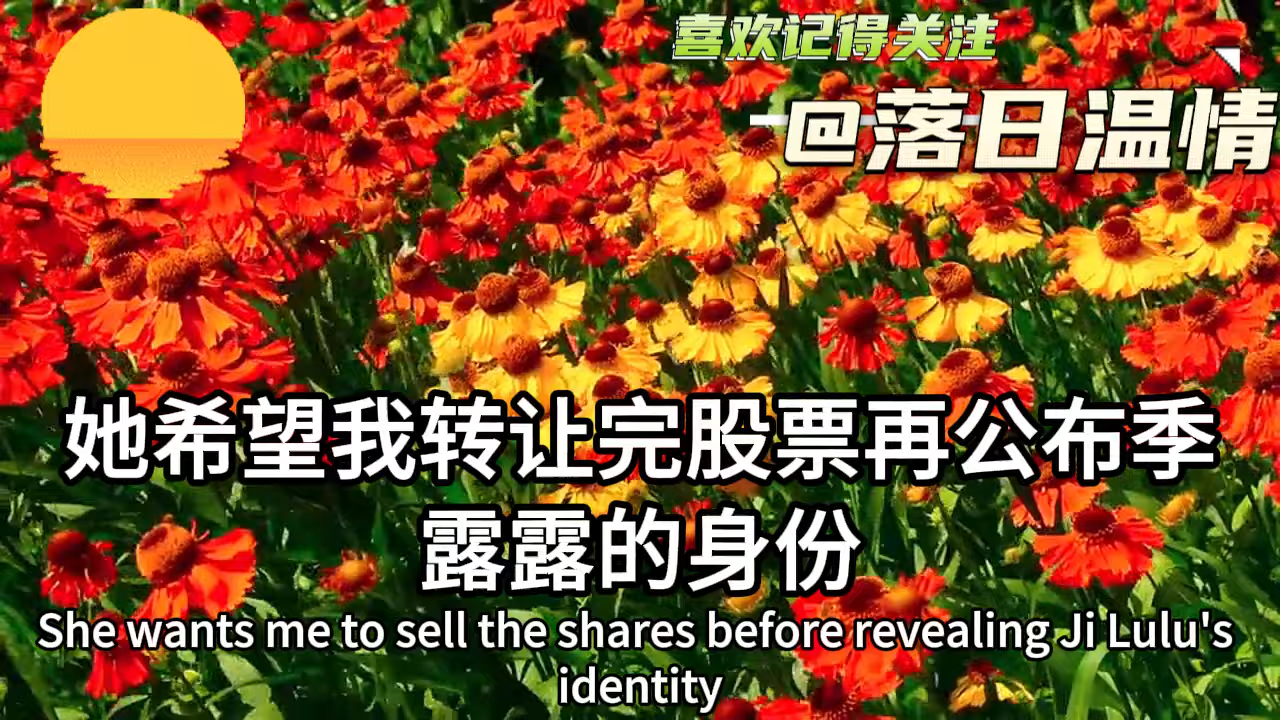 喜欢记得关注
@落日温情
她希望我转让完股票再公布季
露露的身份
She wants me to sell the shares before revealing Ji Lulu's
identity